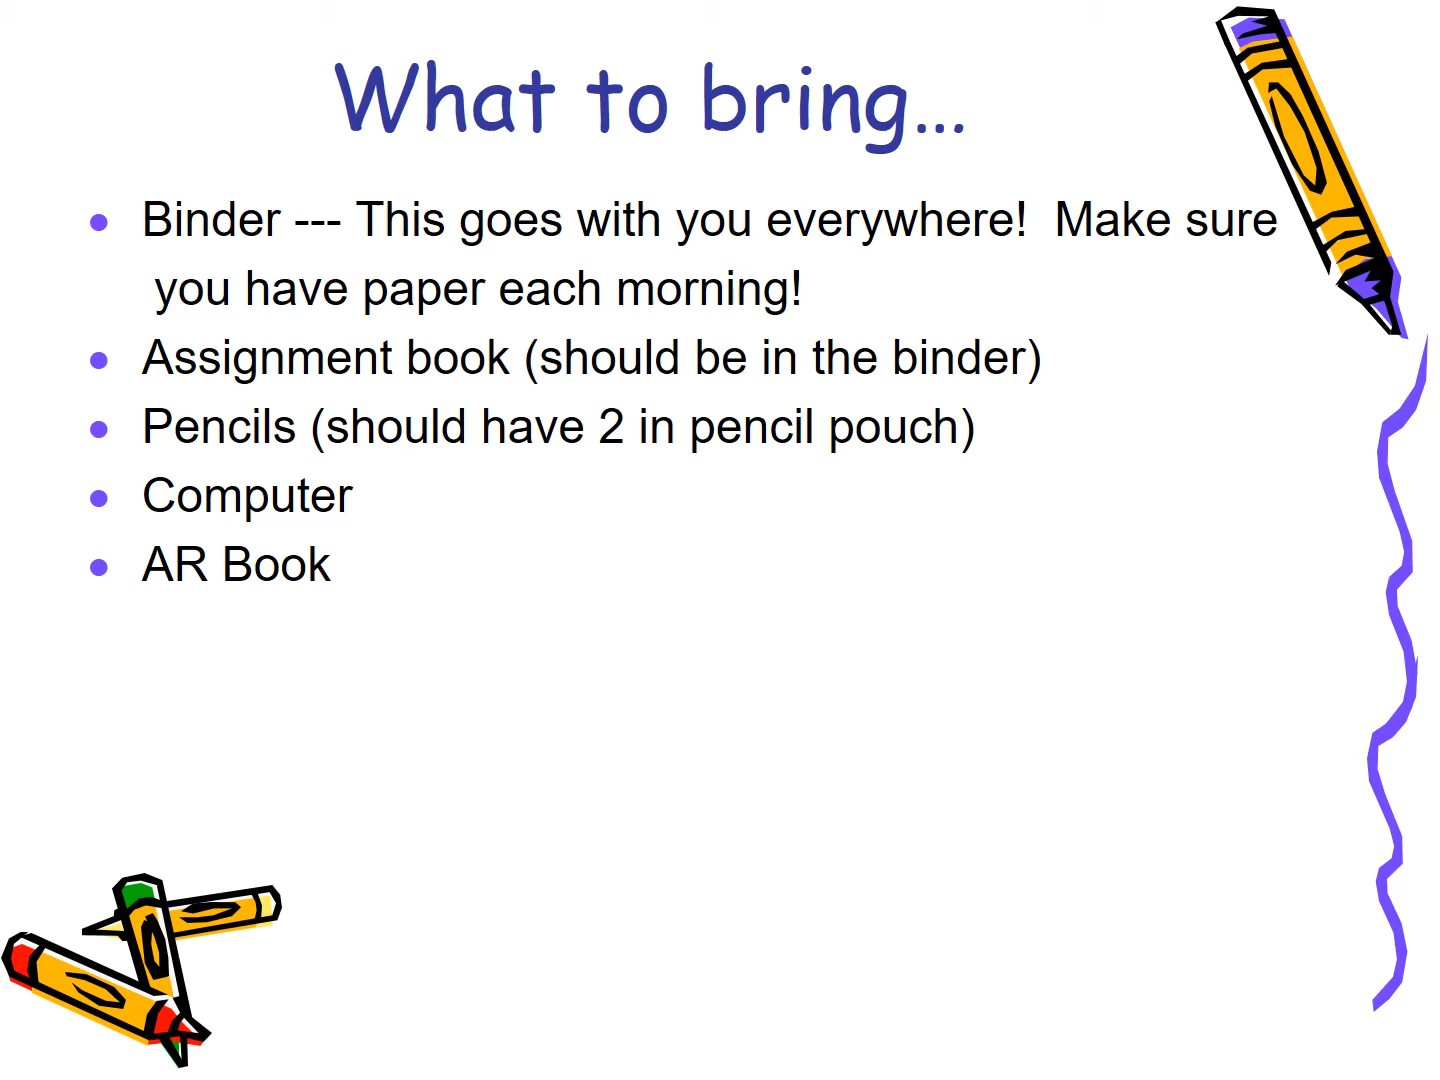 What to bring...
• Binder --- This goes with you everywhere!  Make sure
you have paper each morning!
• Assignment book (should be in the binder)
• Pencils (should have 2 in pencil pouch)
• Computer
• AR Book